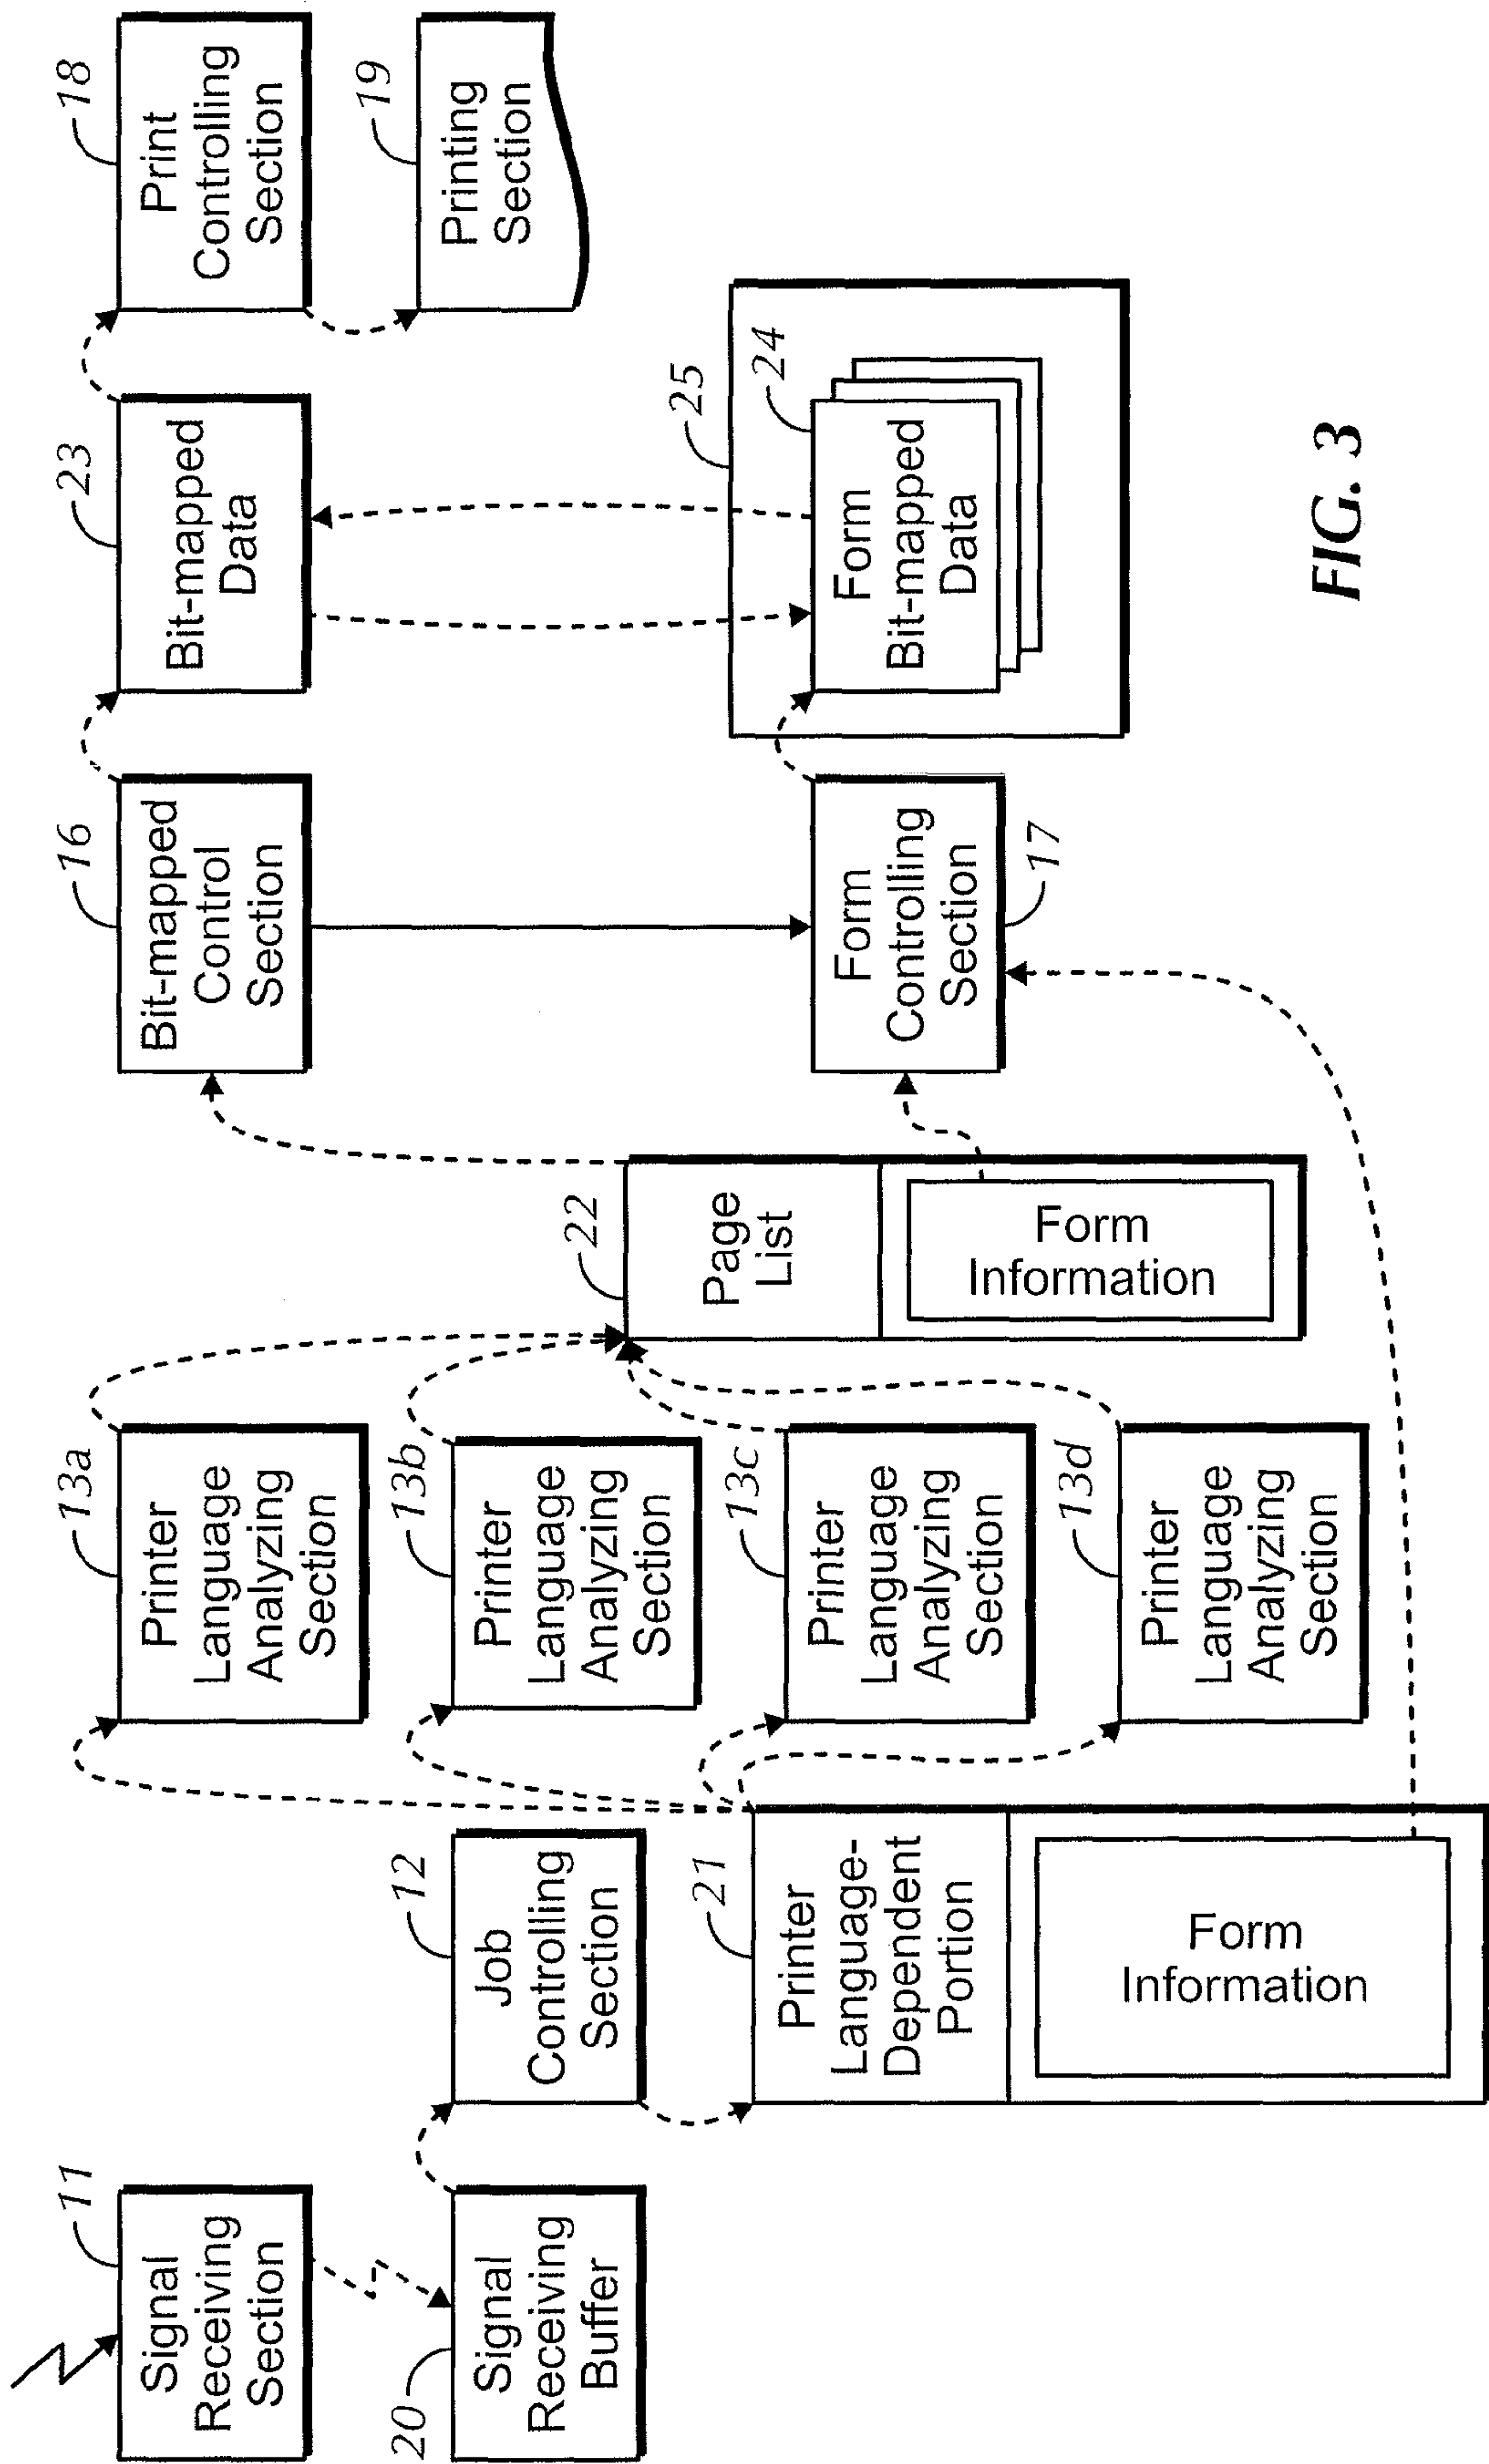 11
Signal
Receiving
Section
20
Signal
Receiving
Buffer
12
Job
Controlling
Section
21
Printer
Language-
Dependent
Portion
Form
Information
13a
Printer
Language
Analyzing
Section
13b
Printer
Language
Analyzing
Section
13c
Printer
Language
Analyzing
Section
13d
Printer
Language
Analyzing
Section
22
Page
List
Form
Information
16
Bit-mapped
Control
Section
Form
Controlling
Section
17
23
Bit-mapped
Data
25
24
Form
Bit-mapped
Data
18
Print
Controlling
Section
19
Printing
Section
FIG. 3